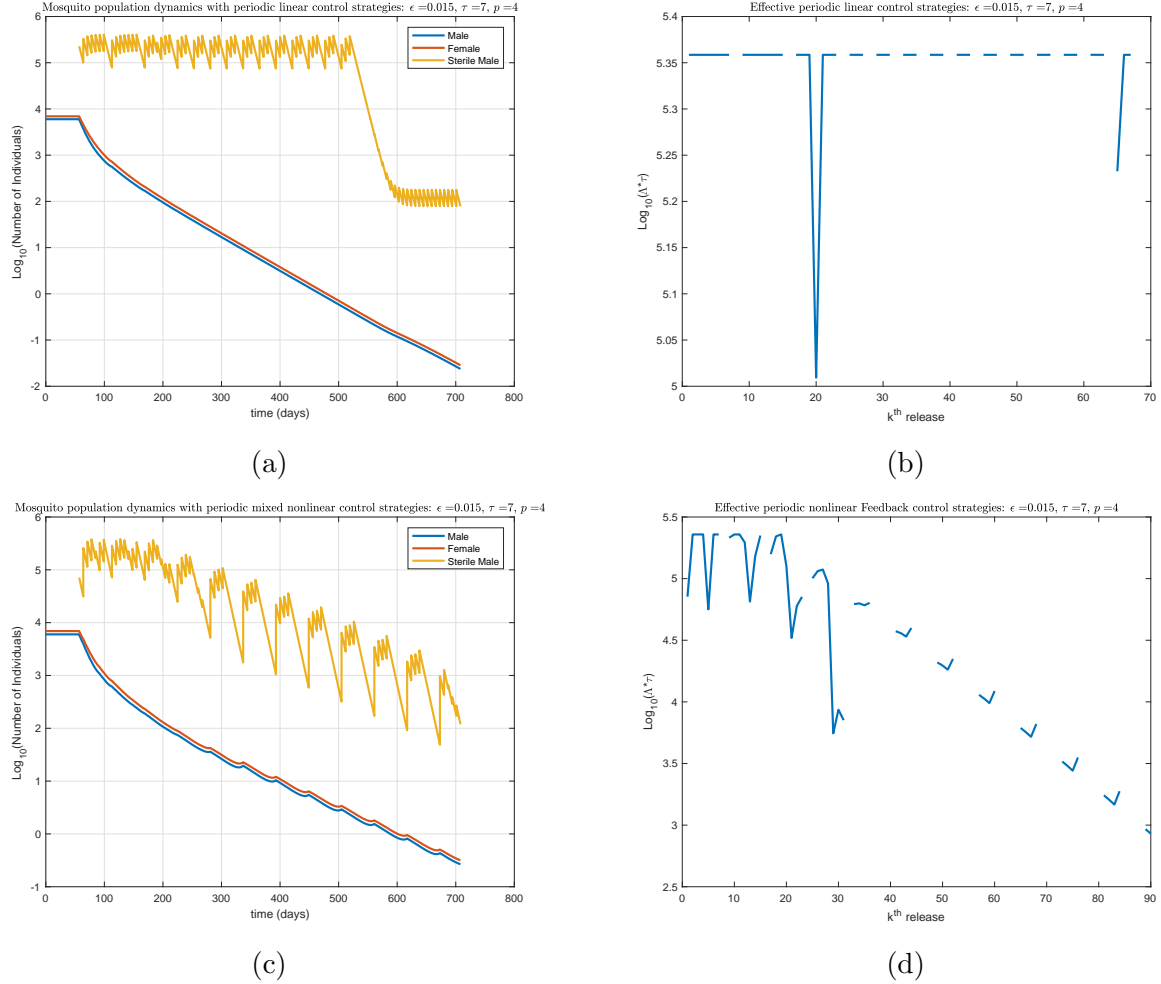 Mosquito population dynamics with periodic linear control strategies: ϵ =0.015, τ =7, p =4
6
5
4
3
2
1
0
-1
-2
Log10(Number of Individuals)
Male
Female
Sterile Male
0 100 200 300 400 500 600 700 800
time (days)
(a)
Effective periodic linear control strategies: ϵ =0.015, τ =7, p =4
5.4
5.35
5.3
5.25
5.2
5.15
5.1
5.05
5
Log10(Λ*τ)
0 10 20 30 40 50 60 70
kth release
(b)
Mosquito population dynamics with periodic mixed nonlinear control strategies: ϵ =0.015, τ =7, p =4
6
5
4
3
2
1
0
-1
Log10(Number of Individuals)
Male
Female
Sterile Male
0 100 200 300 400 500 600 700 800
time (days)
(c)
Effective periodic nonlinear Feedback control strategies: ϵ =0.015, τ =7, p =4
5.5
5
4.5
4
3.5
3
2.5
Log10(Λ*τ)
0 10 20 30 40 50 60 70 80 90
kth release
(d)